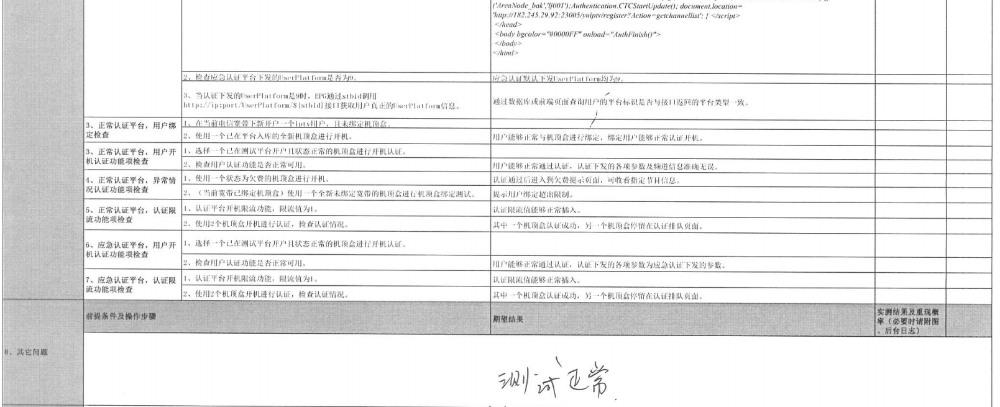 ('AreaNode_bak','lj001');Authentication.CTCStartUpdate(); document.location=
'http://182.245.29.92:23005/yniptv/register?Action=getchannellist'; } </script>
</head>
<body bgcolor="#0000FF" onload="AuthFinish()">
</body>
</html>
2、检查应急认证平台下发的UserPlatform是否为9。
应急认证默认下发UserPlatform均为9。
3、当认证下发的UserPlatform是9时，EPG通过stbid调用
http://ip:port/UserPlatform/${stbid}接口获取用户真正的UserPlatform信息。
通过数据库或前端页面查询用户的平台标识是否与接口返回的平台类型一致。
3、正常认证平台，用户绑
定检查
1、在当前电信宽带下新开户一个iptv用户，且未绑定机顶盒。
2、使用一个已在平台入库的全新机顶盒进行开机。
用户能够正常与机顶盒进行绑定，绑定用户能够正常认证开机。
3、正常认证平台，用户开
机认证功能项检查
1、选择一个已在测试平台开户且状态正常的机顶盒进行开机认证。
2、检查用户认证功能是否正常可用。
用户能够正常通过认证，认证下发的各项参数及频道信息准确无误。
4、正常认证平台，异常情
况认证功能项检查
1、使用一个状态为欠费的机顶盒进行开机。
认证通过后进入到欠费提示页面，可收看指定节目信息。
2、（当前宽带已绑定机顶盒）使用一个全新未绑定宽带的机顶盒进行机顶盒绑定测试。
提示用户绑定超出限制。
5、正常认证平台，认证限
流功能项检查
1、认证平台开机限流功能，限流值为1。
认证限流值能够正常插入。
2、使用2个机顶盒开机进行认证，检查认证情况。
其中一个机顶盒认证成功，另一个机顶盒停留在认证排队页面。
6、应急认证平台，用户开
机认证功能项检查
1、选择一个已在测试平台开户且状态正常的机顶盒进行开机认证。
2、检查用户认证功能是否正常可用。
用户能够正常通过认证，认证下发的各项参数为应急认证下发的参数。
7、应急认证平台，认证限
流功能项检查
1、认证平台开机限流功能，限流值为1。
认证限流值能够正常插入。
2、使用2个机顶盒开机进行认证，检查认证情况。
其中一个机顶盒认证成功，另一个机顶盒停留在认证排队页面。
前提条件及操作步骤
期望结果
实测结果及重现概
率（必要时请附图
、后台日志）
8、其它问题
测试正常